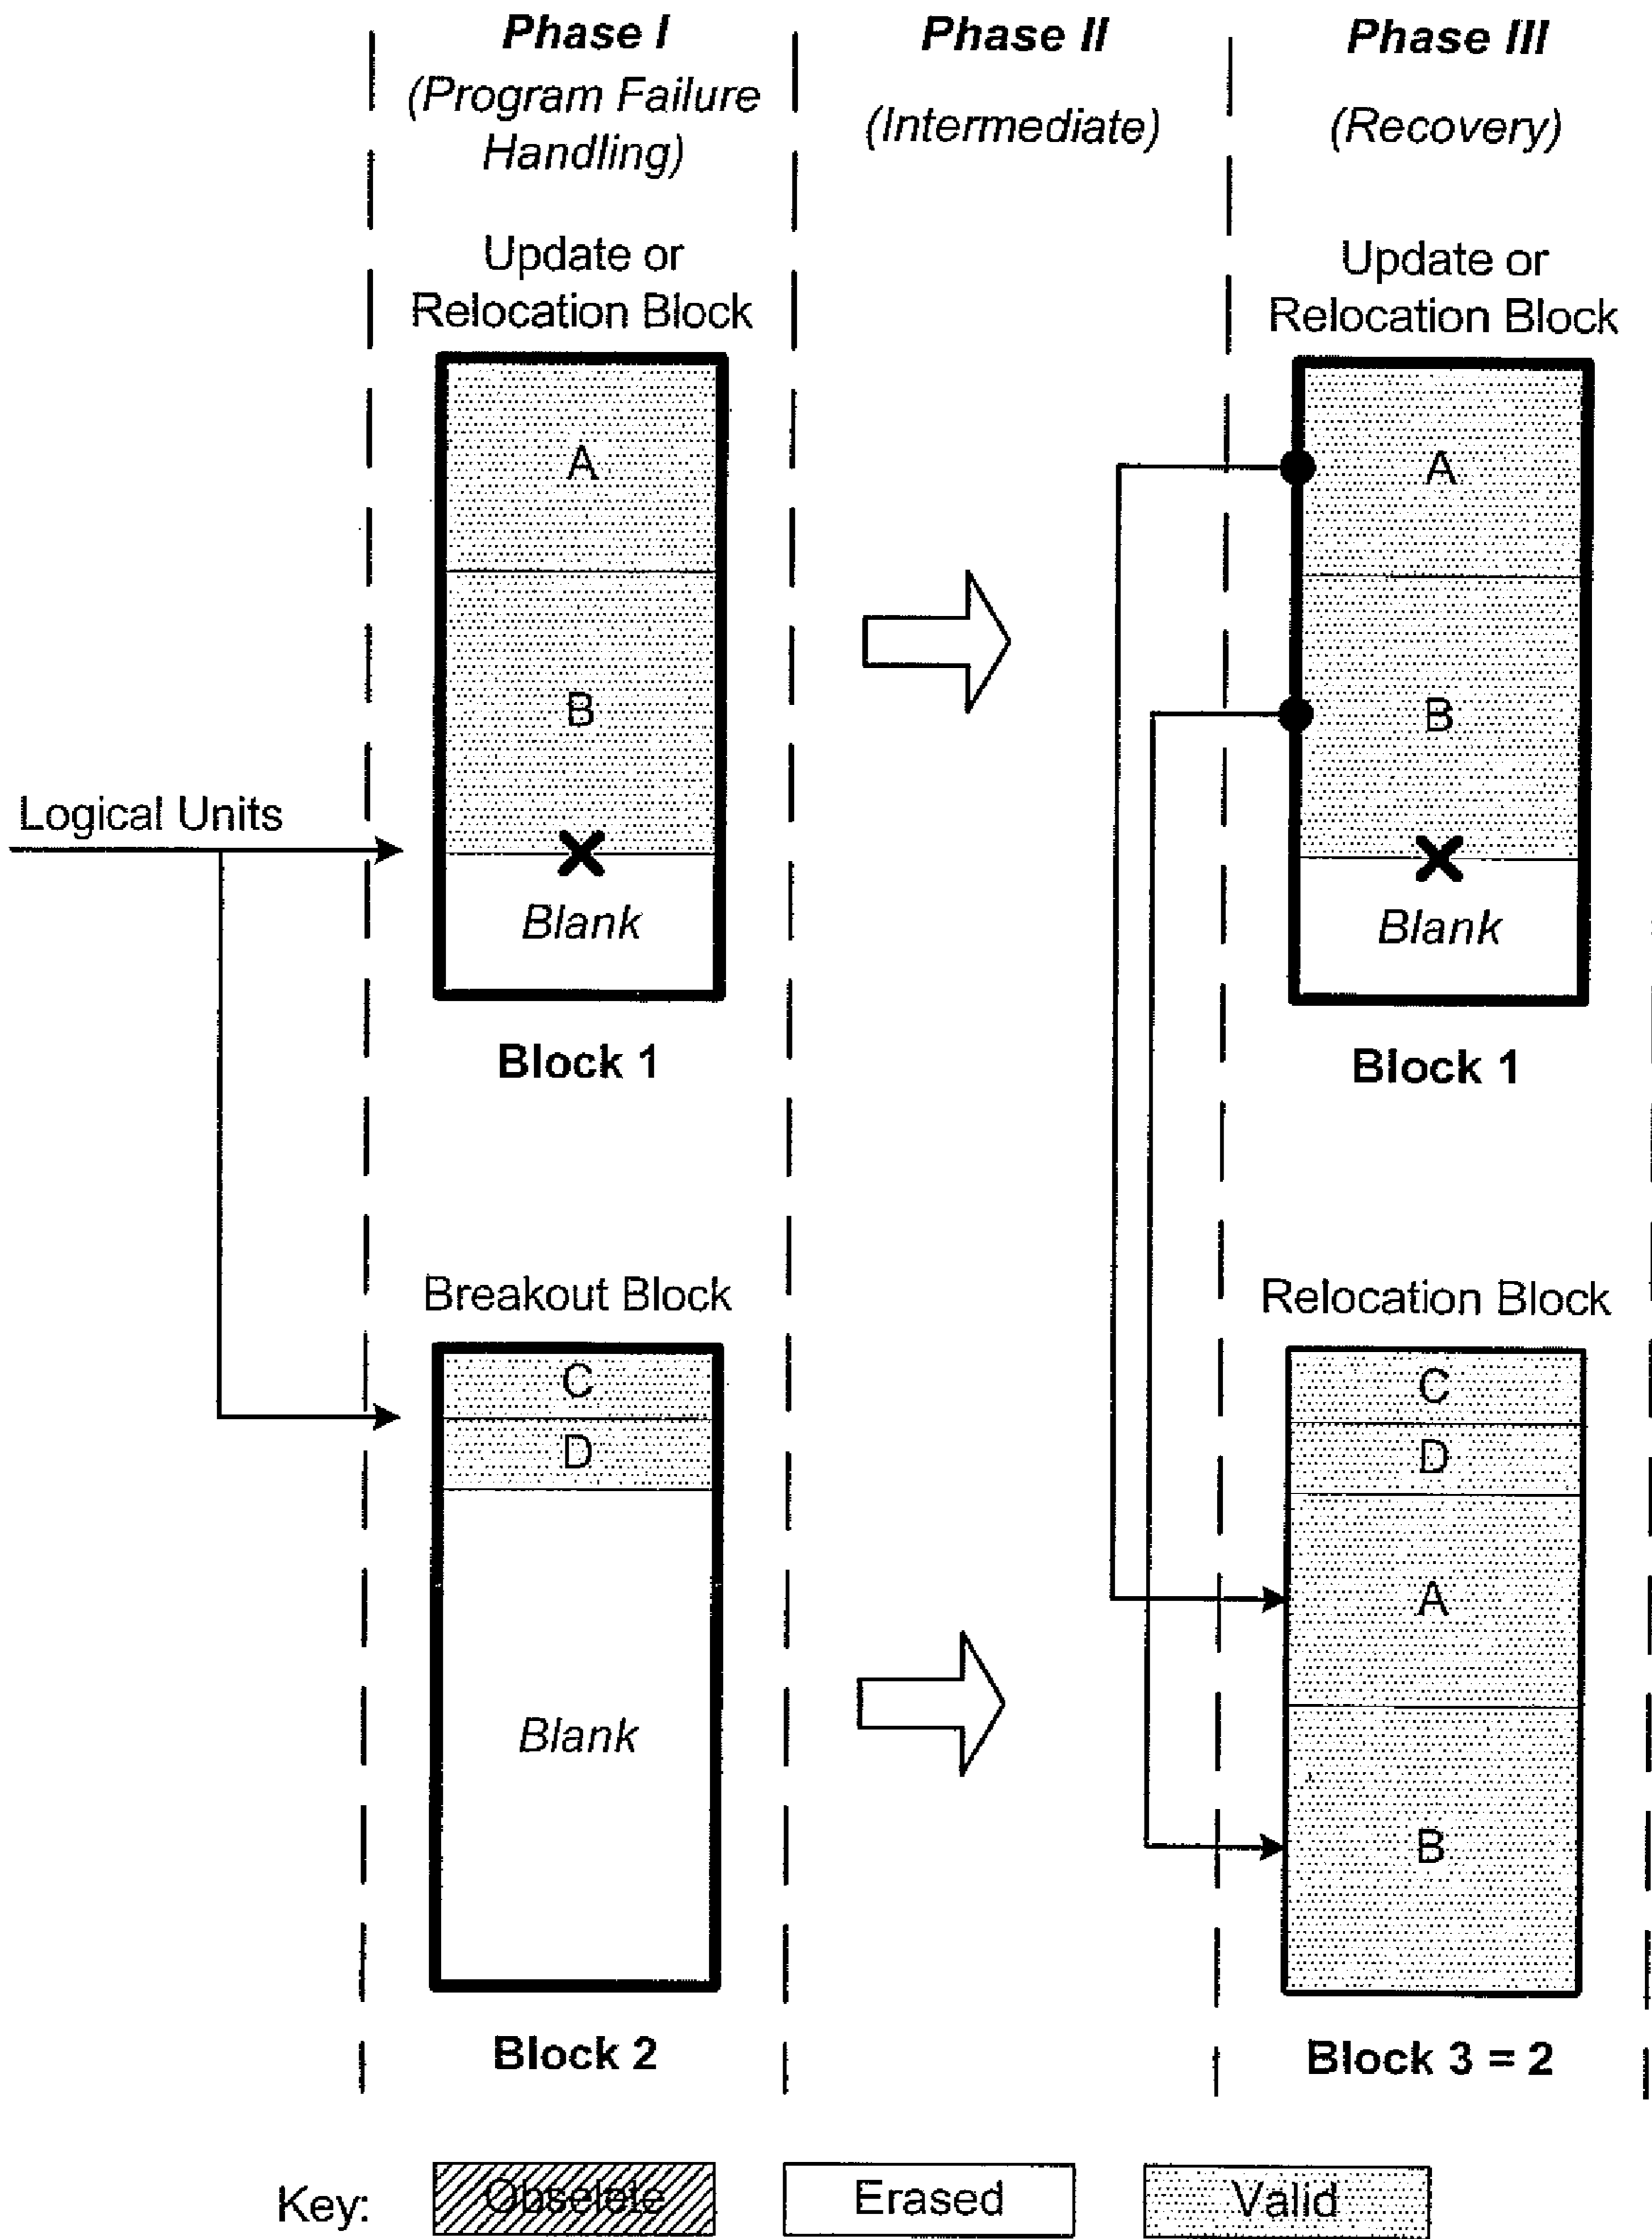 Phase I
(Program Failure
Handling)
Phase II
(Intermediate)
Phase III
(Recovery)
Update or
Relocation Block
A
B
Blank
Block 1
Update or
Relocation Block
A
B
Blank
Block 1
Logical Units
Breakout Block
C
D
Blank
Block 2
Relocation Block
C
D
A
B
Block 3 = 2
Key:
Obselete
Erased
Valid